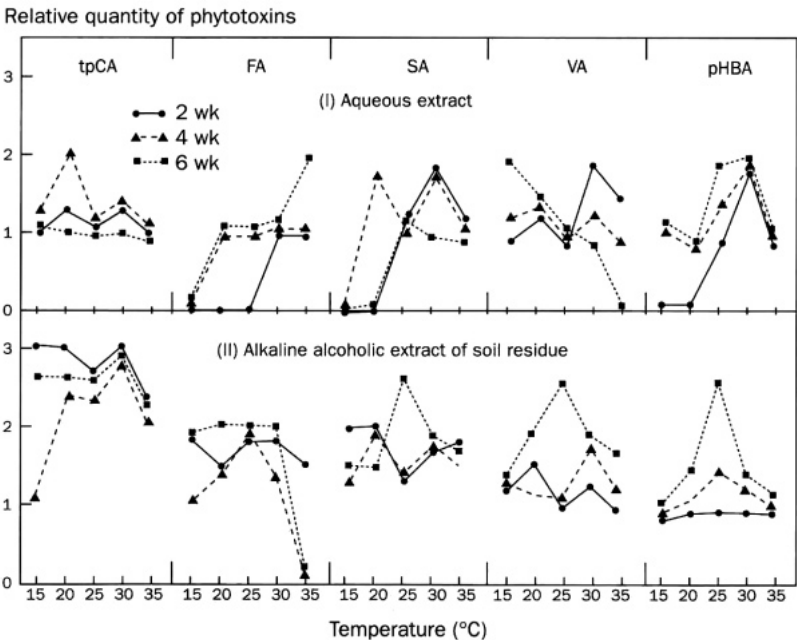 Relative quantity of phytotoxins
tpCA FA SA VA pHBA
(I) Aqueous extract
2 wk
4 wk
6 wk
3
2
1
0
(II) Alkaline alcoholic extract of soil residue
3
2
1
0
15 20 25 30 35 15 20 25 30 35 15 20 25 30 35 15 20 25 30 35 15 20 25 30 35
Temperature (°C)